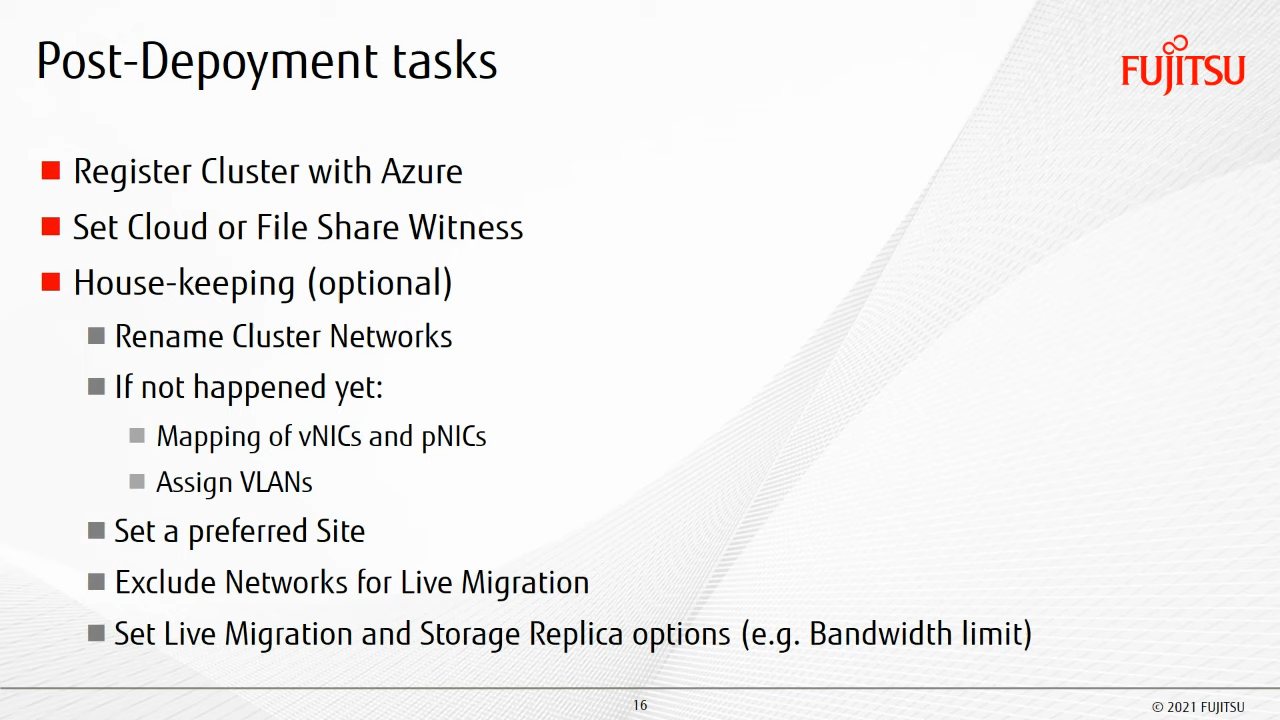 Post-Depoyment tasks
FUJITSU
Register Cluster with Azure
Set Cloud or File Share Witness
House-keeping (optional)
Rename Cluster Networks
If not happened yet:
Mapping of vNICs and pNICs
Assign VLANs
Set a preferred Site
Exclude Networks for Live Migration
Set Live Migration and Storage Replica options (e.g. Bandwidth limit)
16
© 2021 FUJITSU